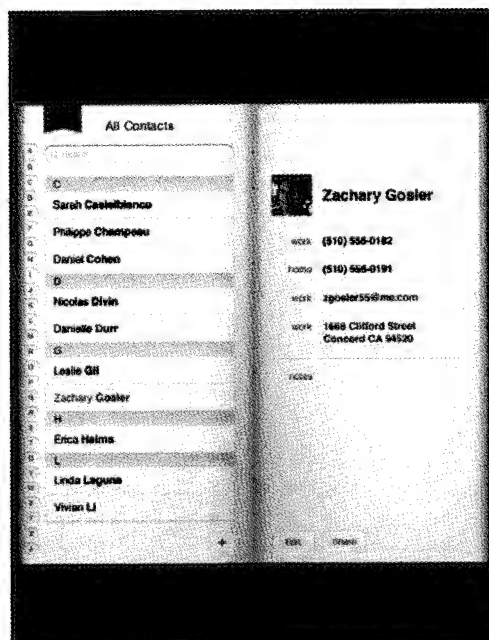 All Contacts
Search
C
Sarah Castelblanco
Philippe Champeau
Daniel Cohen
D
Nicolas Divin
Danielle Durr
G
Leslie Gil
Zachary Gosler
H
Erica Helms
L
Linda Laguna
Vivian Li
+
Zachary Gosler
work (510) 555-0182
home (510) 555-0191
work zgosler55@me.com
work 1668 Clifford Street
Concord CA 94520
notes
Edit Share